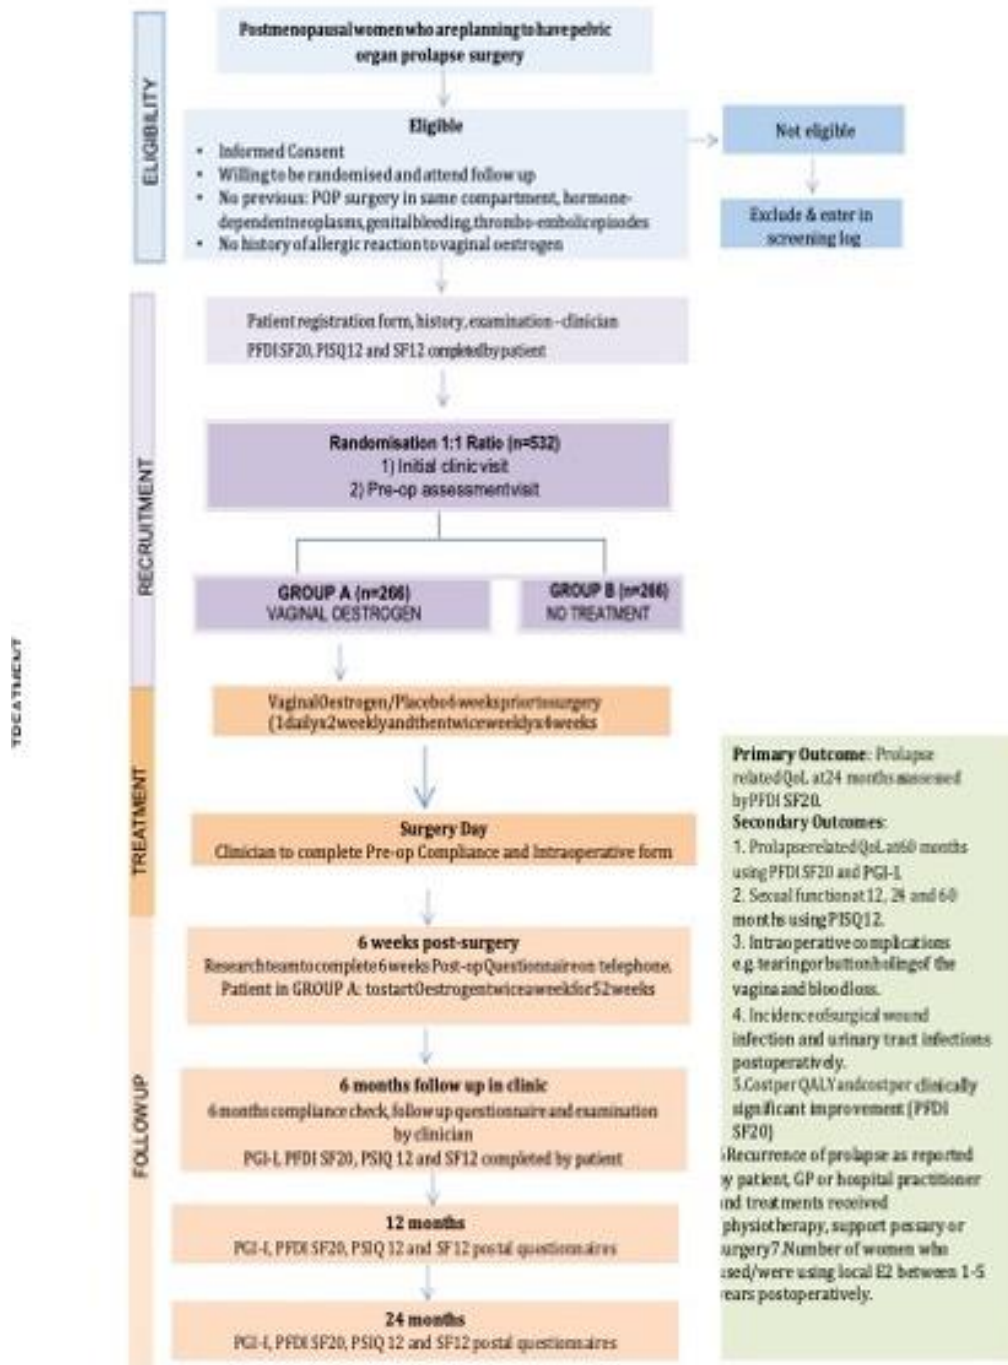 Postmenopausal women who are planning to have pelvic
organ prolapse surgery
ELIGIBILITY
Eligible
• Informed Consent
• Willing to be randomised and attend follow up
• No previous: POP surgery in same compartment, hormone-
dependent neoplasms, genital bleeding, thrombo-embolic episodes
• No history of allergic reaction to vaginal oestrogen
Not eligible
Exclude & enter in
screening log
RECRUITMENT
Patient registration form, history, examination - clinician
PFDI SF20, PISQ12 and SF12 completed by patient
Randomisation 1:1 Ratio (n=532)
1) Initial clinic visit
2) Pre-op assessment visit
GROUP A (n=266)
VAGINAL OESTROGEN
GROUP B (n=266)
NO TREATMENT
TREATMENT
TREATMENT
Vaginal Oestrogen/Placebo 6 weeks prior to surgery
(1 daily x 2 weekly and then twice weekly x 4 weeks
Surgery Day
Clinician to complete Pre-op Compliance and Intraoperative form
FOLLOW UP
6 weeks post-surgery
Research team to complete 6 weeks Post-op Questionnaire on telephone.
Patient in GROUP A: to start Oestrogen twice a week for 52 weeks
6 months follow up in clinic
6 months compliance check, follow up questionnaire and examination
by clinician
PGI-I, PFDI SF20, PSIQ 12 and SF12 completed by patient
12 months
PGI-I, PFDI SF20, PSIQ 12 and SF12 postal questionnaires
24 months
PGI-I, PFDI SF20, PSIQ 12 and SF12 postal questionnaires
Primary Outcome: Prolapse
related QoL at 24 months as assessed
by PFDI SF20.
Secondary Outcomes:
1. Prolapse related QoL at 60 months
using PFDI SF20 and PGI-I.
2. Sexual function at 12, 24 and 60
months using PISQ12.
3. Intraoperative complications
e.g. tearing or buttonholing of the
vagina and blood loss.
4. Incidence of surgical wound
infection and urinary tract infections
postoperatively.
5. Cost per QALY and cost per clinically
significant improvement (PFDI
SF20)
Recurrence of prolapse as reported
y patient, GP or hospital practitioner
nd treatments received
physiotherapy, support pessary or
urgery7. Number of women who
sed/were using local E2 between 1-5
ears postoperatively.